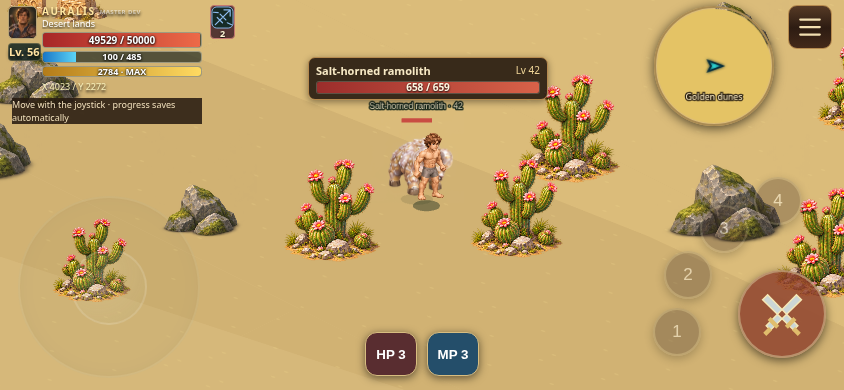 AURALIS MASTER DEV
Desert lands
49529 / 50000
Lv. 56
100 / 485
2784 · MAX
X 4023 / Y 2272
Move with the joystick · progress saves
automatically
2
Salt-horned ramolith Lv 42
658 / 659
Salt-horned ramolith · 42
Golden dunes
4
3
2
1
HP 3
MP 3